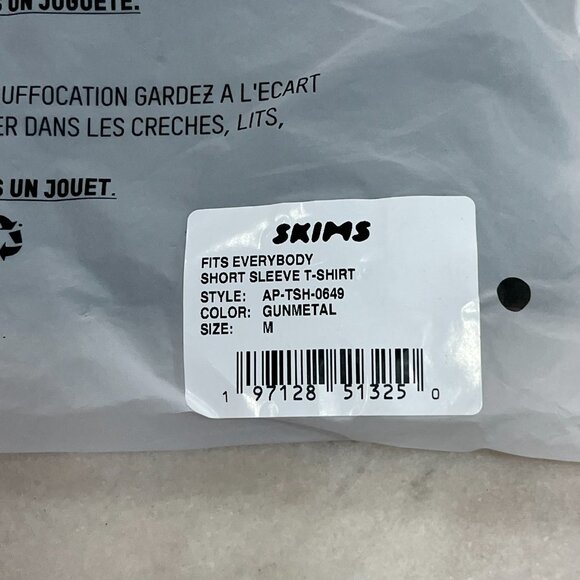 UN JUGUETE.
UFFOCATION GARDEZ A L'ECART
ER DANS LES CRECHES, LITS,
S UN JOUET.
SKIMS
FITS EVERYBODY
SHORT SLEEVE T-SHIRT
STYLE: AP-TSH-0649
COLOR: GUNMETAL
SIZE: M
1 97128 51325 0